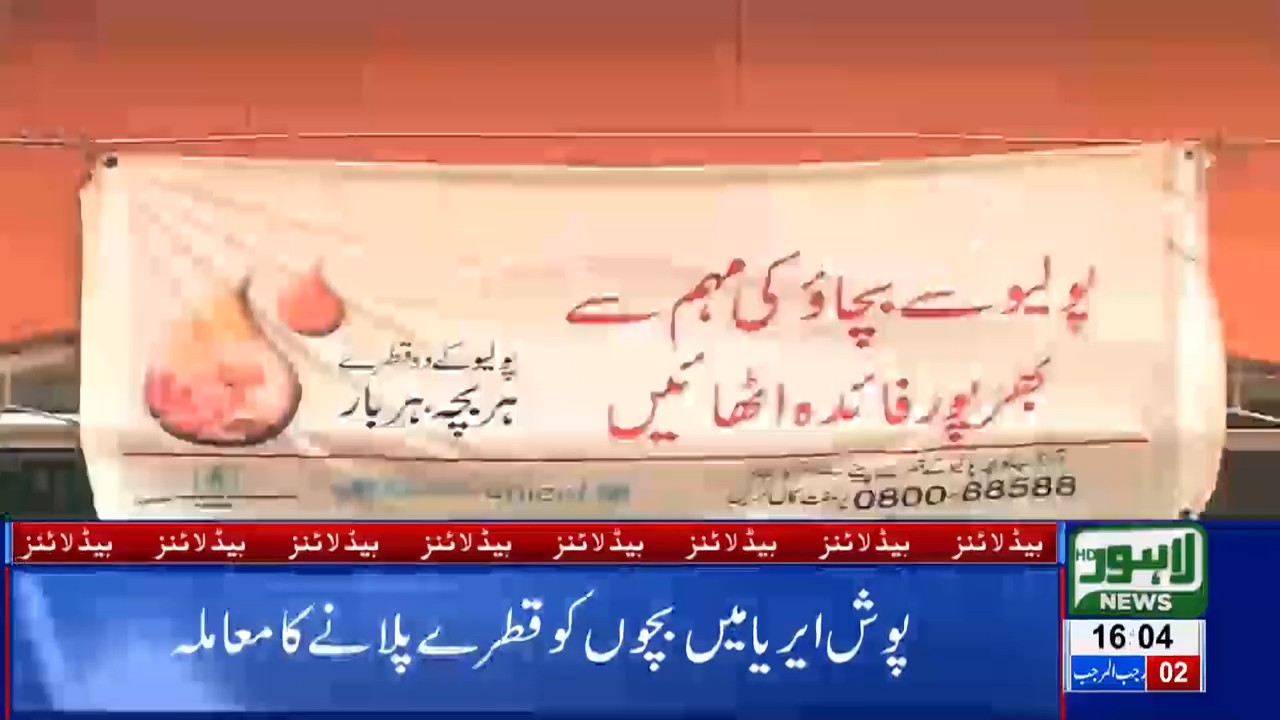 پولیو سے بچاؤ کی مہم سے
بھرپور فائدہ اٹھائیں
پولیو کے دو قطرے
ہر بچہ، ہر بار
0800-88588
ہیڈلائنز ہیڈلائنز ہیڈلائنز ہیڈلائنز ہیڈلائنز ہیڈلائنز ہیڈلائنز ہیڈلائنز
پوش ایریا میں بچوں کو قطرے پلانے کا معاملہ
لاہور HD
NEWS
16:04
رجب المرجب 02